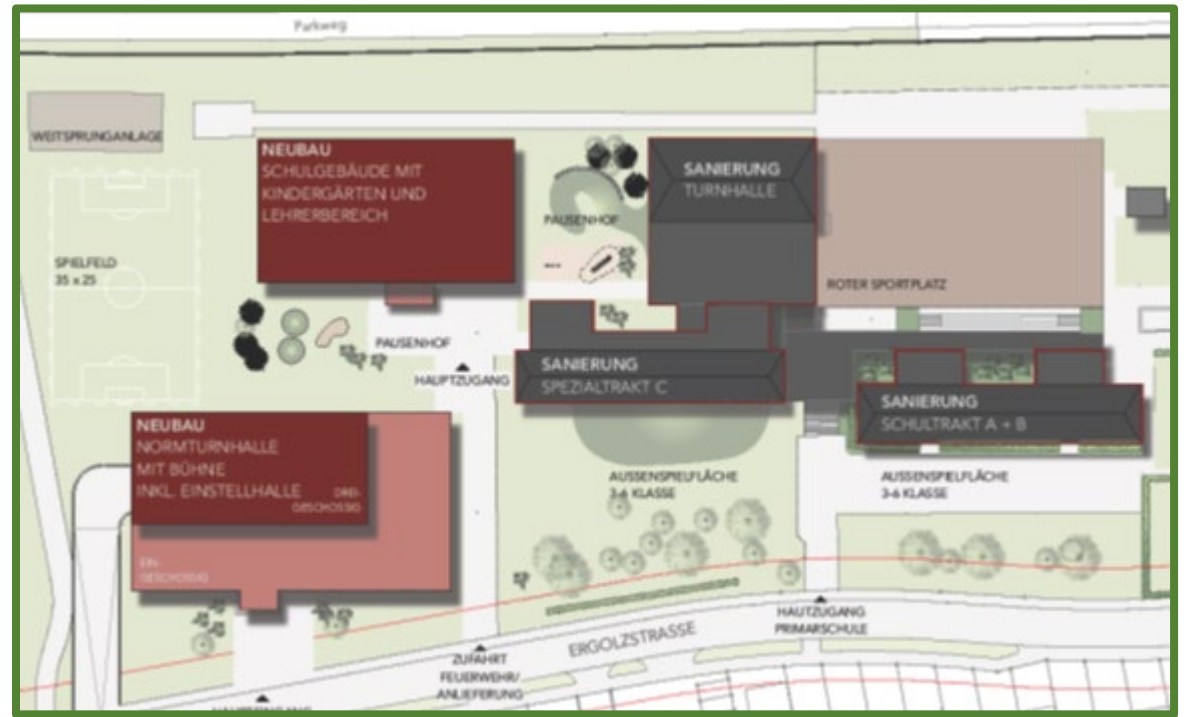 Parkweg
WEITSPRUNGANLAGE
NEUBAU
SCHULGEBÄUDE MIT
KINDERGÄRTEN UND
LEHRERBEREICH
SANIERUNG
TURNHALLE
PAUSENHOF
SPIELFELD
35 x 25
ROTER SPORTPLATZ
PAUSENHOF
HAUPTZUGANG
SANIERUNG
SPEZIALTRAKT C
SANIERUNG
SCHULTRAKT A + B
NEUBAU
NORMTURNHALLE
MIT BÜHNE
INKL. EINSTELLHALLE
DREI-
GESCHOSSIG
EIN-
GESCHOSSIG
AUSSENSPIELFLÄCHE
3-6 KLASSE
AUSSENSPIELFLÄCHE
3-6 KLASSE
HAUTZUGANG
PRIMARSCHULE
ERGOLZSTRASSE
ZUFAHRT
FEUERWEHR/
ANLIEFERUNG
HAUPTEINGANG